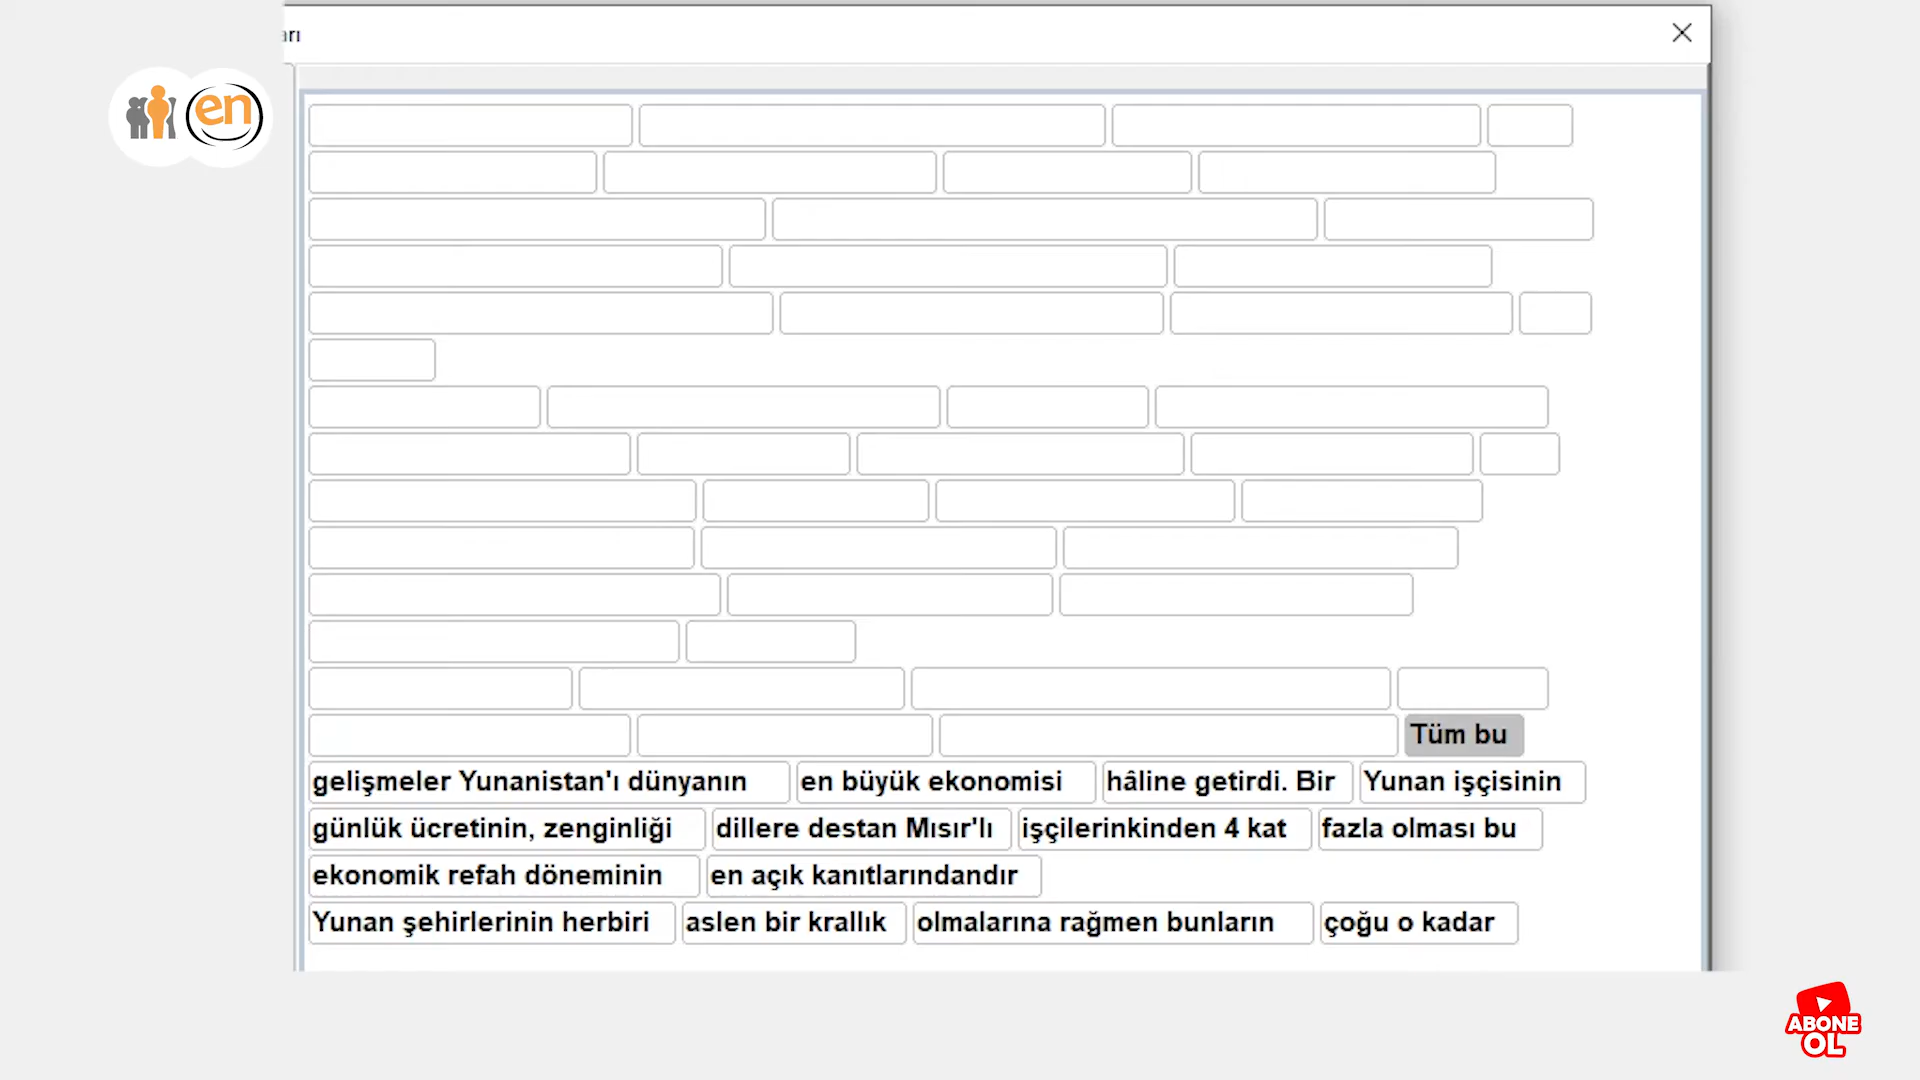 arı
en
Tüm bu
gelişmeler Yunanistan'ı dünyanın en büyük ekonomisi hâline getirdi. Bir Yunan işçisinin
günlük ücretinin, zenginliği dillere destan Mısır'lı işçilerinkinden 4 kat fazla olması bu
ekonomik refah döneminin en açık kanıtlarındandır
Yunan şehirlerinin herbiri aslen bir krallık olmalarına rağmen bunların çoğu o kadar
ABONE
OL